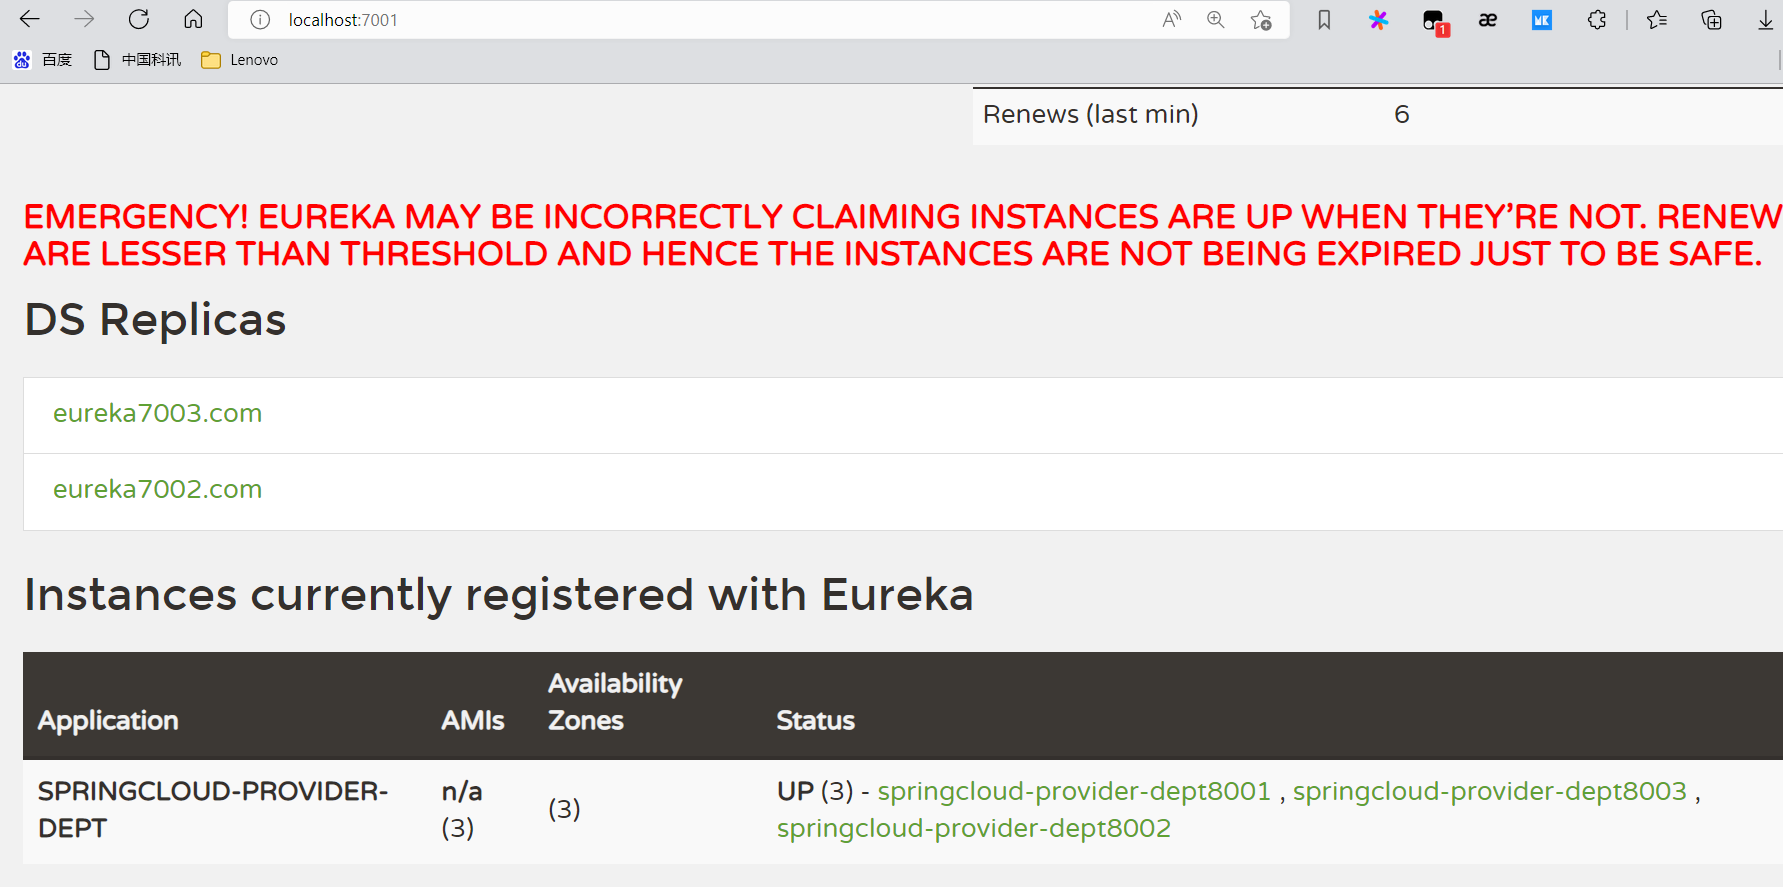 localhost:7001
A
1
æ
MK
百度
中国科讯
Lenovo
Renews (last min) 6
EMERGENCY! EUREKA MAY BE INCORRECTLY CLAIMING INSTANCES ARE UP WHEN THEY'RE NOT. RENEW
ARE LESSER THAN THRESHOLD AND HENCE THE INSTANCES ARE NOT BEING EXPIRED JUST TO BE SAFE.
DS Replicas
eureka7003.com
eureka7002.com
Instances currently registered with Eureka
Application AMIs Availability Zones Status
SPRINGCLOUD-PROVIDER-
DEPT
n/a
(3)
(3)
UP (3) - springcloud-provider-dept8001 , springcloud-provider-dept8003 ,
springcloud-provider-dept8002